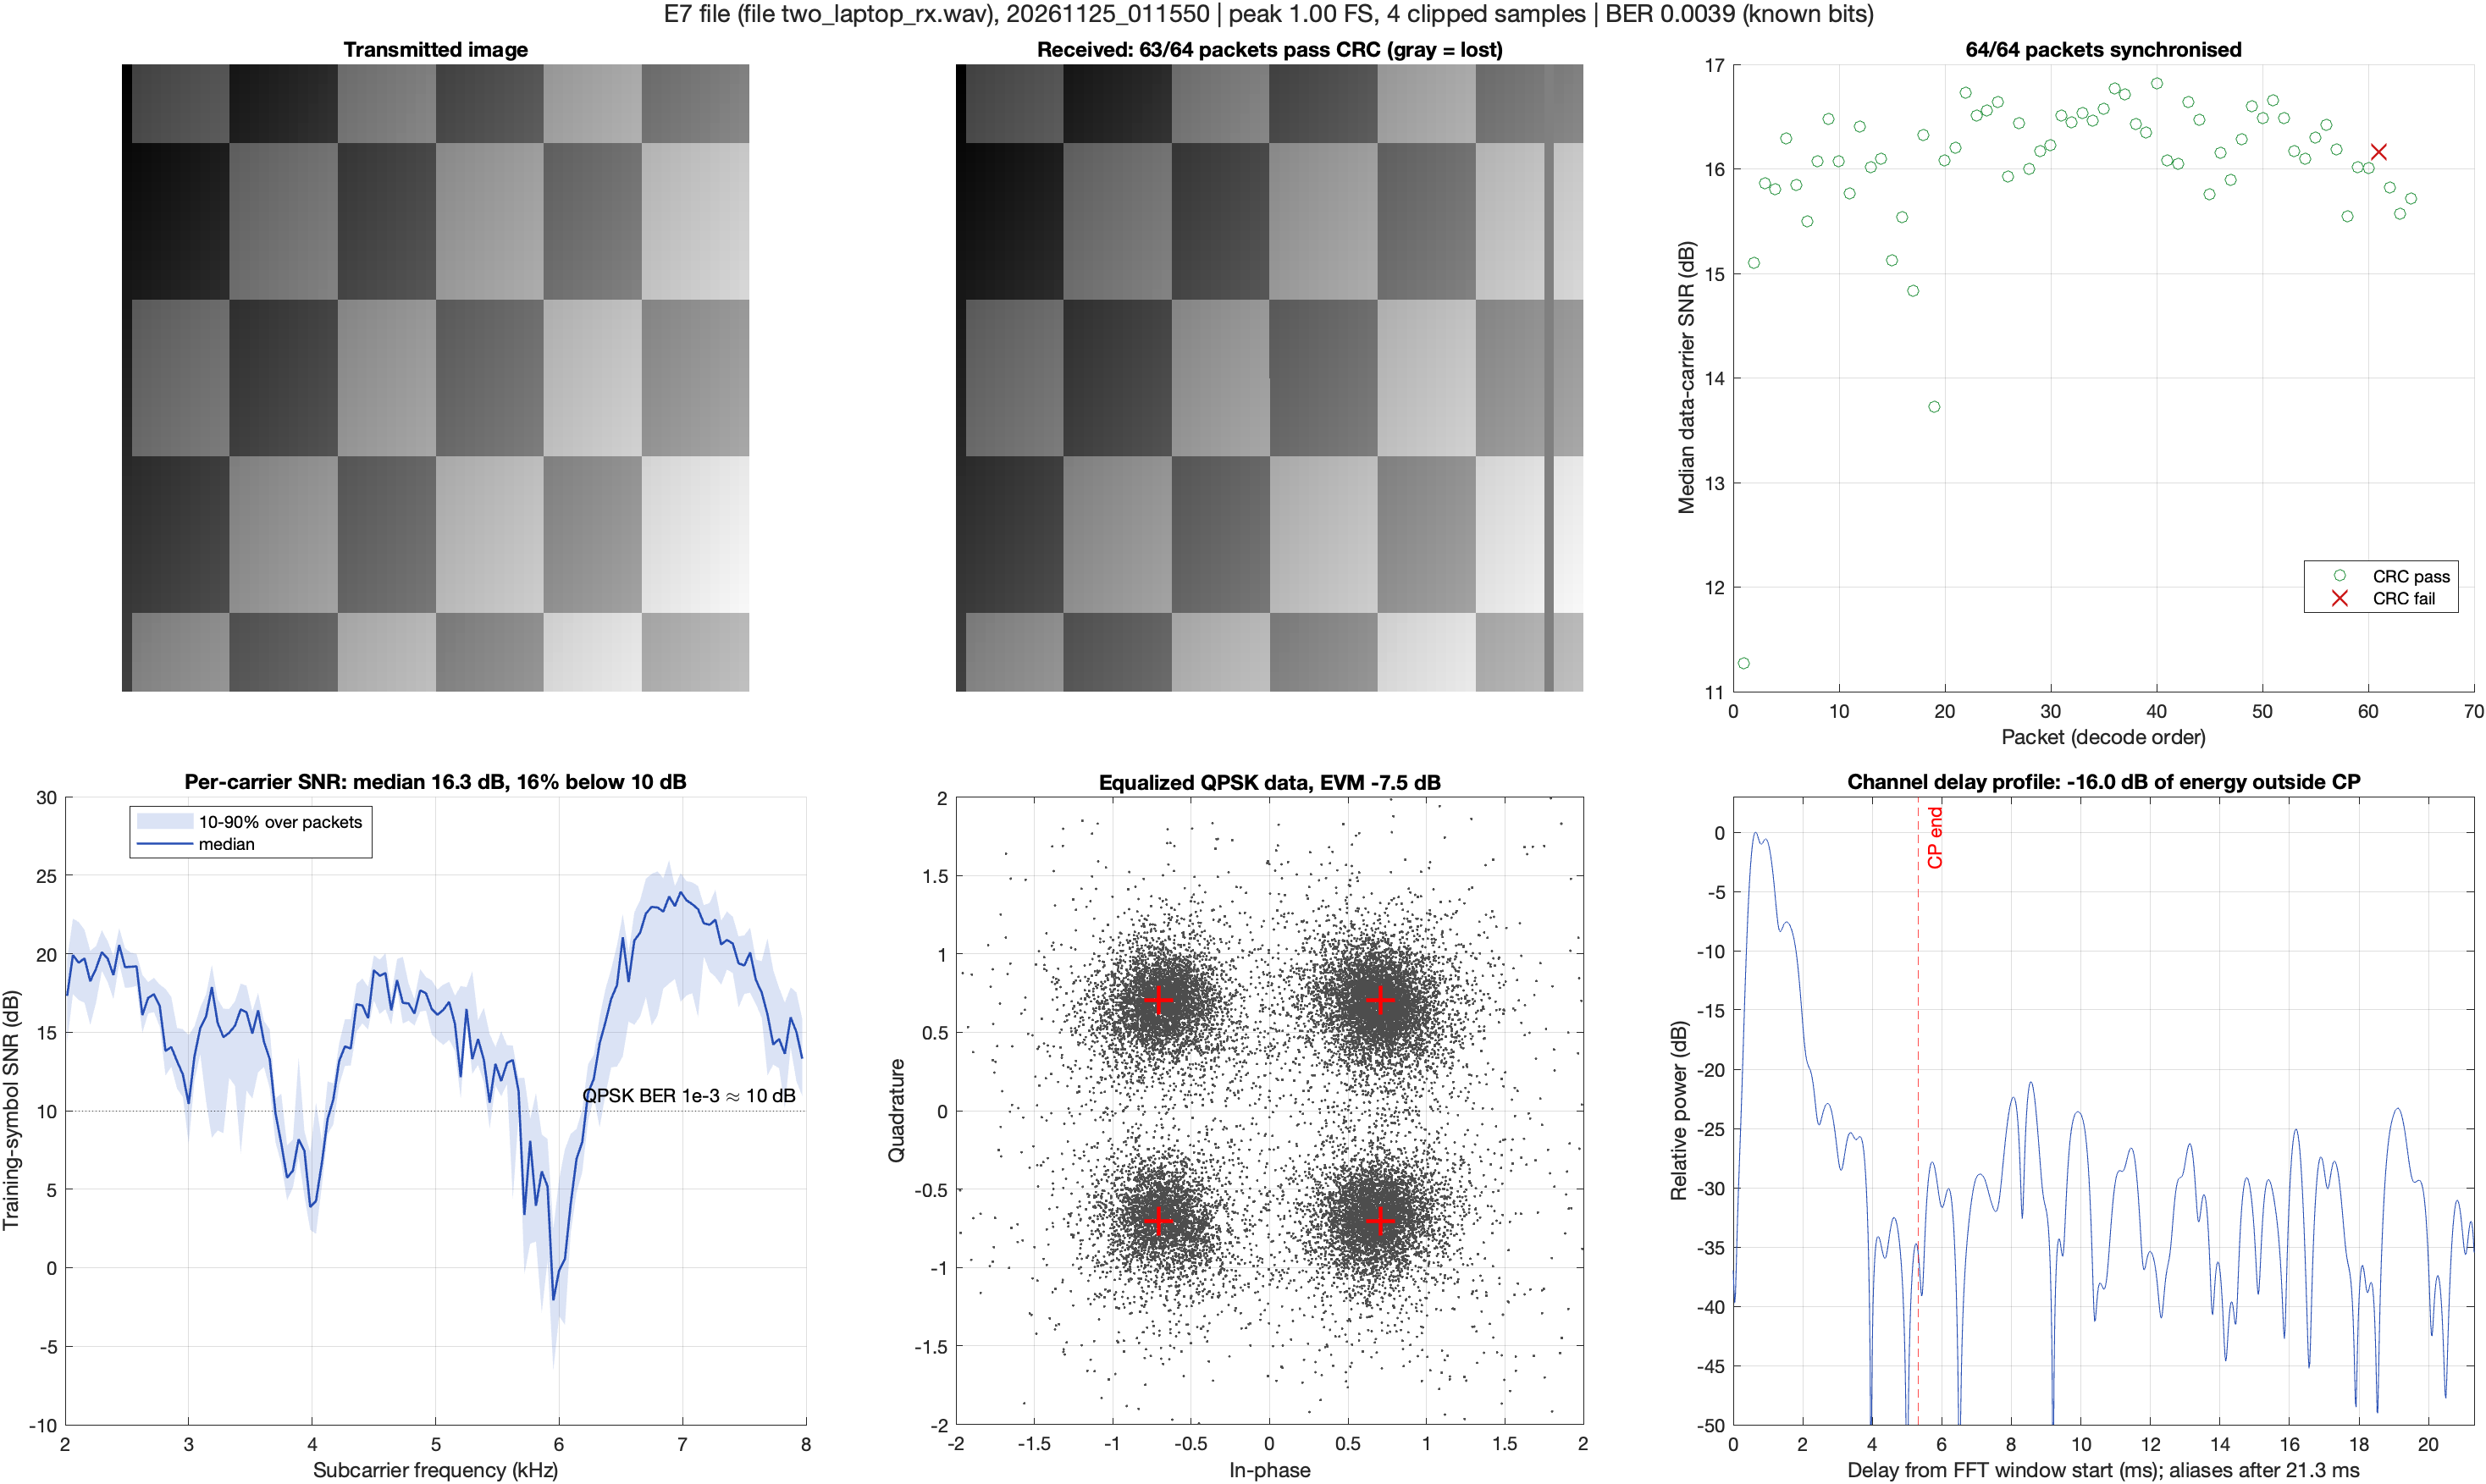 E7 file (file two_laptop_rx.wav), 20261125_011550 | peak 1.00 FS, 4 clipped samples | BER 0.0039 (known bits)
Transmitted image
Received: 63/64 packets pass CRC (gray = lost)
64/64 packets synchronised
17
16
15
14
13
12
11
Median data-carrier SNR (dB)
CRC pass
CRC fail
0 10 20 30 40 50 60 70
Packet (decode order)
Per-carrier SNR: median 16.3 dB, 16% below 10 dB
30
25
20
15
10
5
0
-5
-10
Training-symbol SNR (dB)
10-90% over packets
median
QPSK BER 1e-3 ≈ 10 dB
2 3 4 5 6 7 8
Subcarrier frequency (kHz)
Equalized QPSK data, EVM -7.5 dB
2
1.5
1
0.5
0
-0.5
-1
-1.5
-2
Quadrature
-2 -1.5 -1 -0.5 0 0.5 1 1.5 2
In-phase
Channel delay profile: -16.0 dB of energy outside CP
0
-5
-10
-15
-20
-25
-30
-35
-40
-45
-50
Relative power (dB)
CP end
0 2 4 6 8 10 12 14 16 18 20
Delay from FFT window start (ms); aliases after 21.3 ms